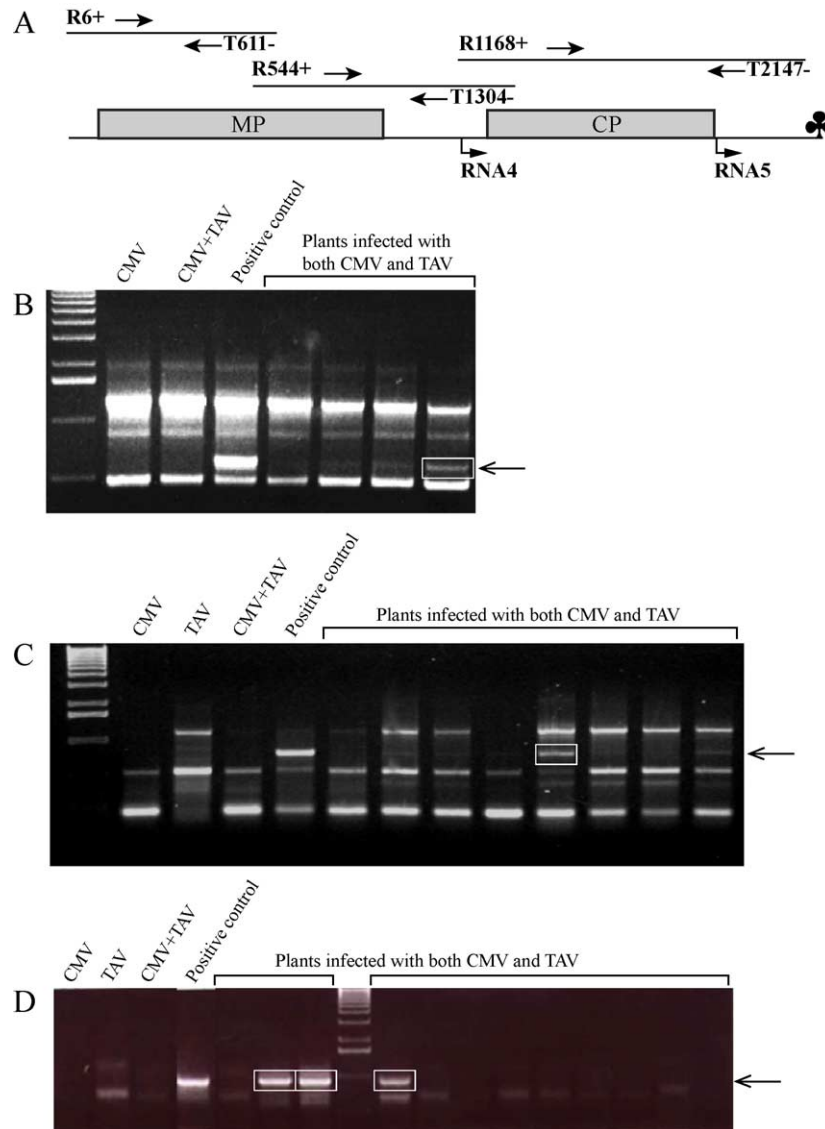 A
R6+
T611-
R544+
T1304-
R1168+
T2147-
MP
CP
RNA4
RNA5
B
CMV
CMV+TAV
Positive control
Plants infected with
both CMV and TAV
C
CMV
TAV
CMV+TAV
Positive control
Plants infected with both CMV and TAV
D
CMV
TAV
CMV+TAV
Positive control
Plants infected with both CMV and TAV